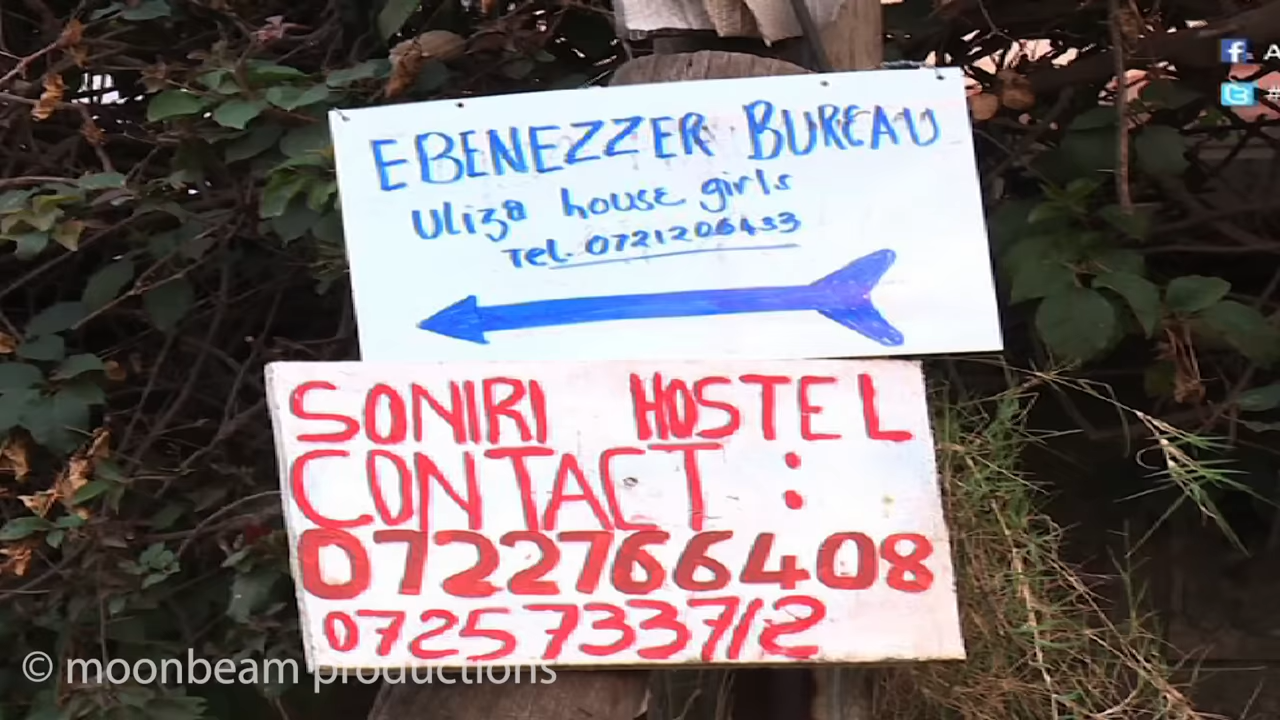 EBENEZZER BUREAU
Uliza house girls
Tel. 0721206433
SONIRI HOSTEL
CONTACT :
0722766408
0725733712
© moonbeam productions
f A
#